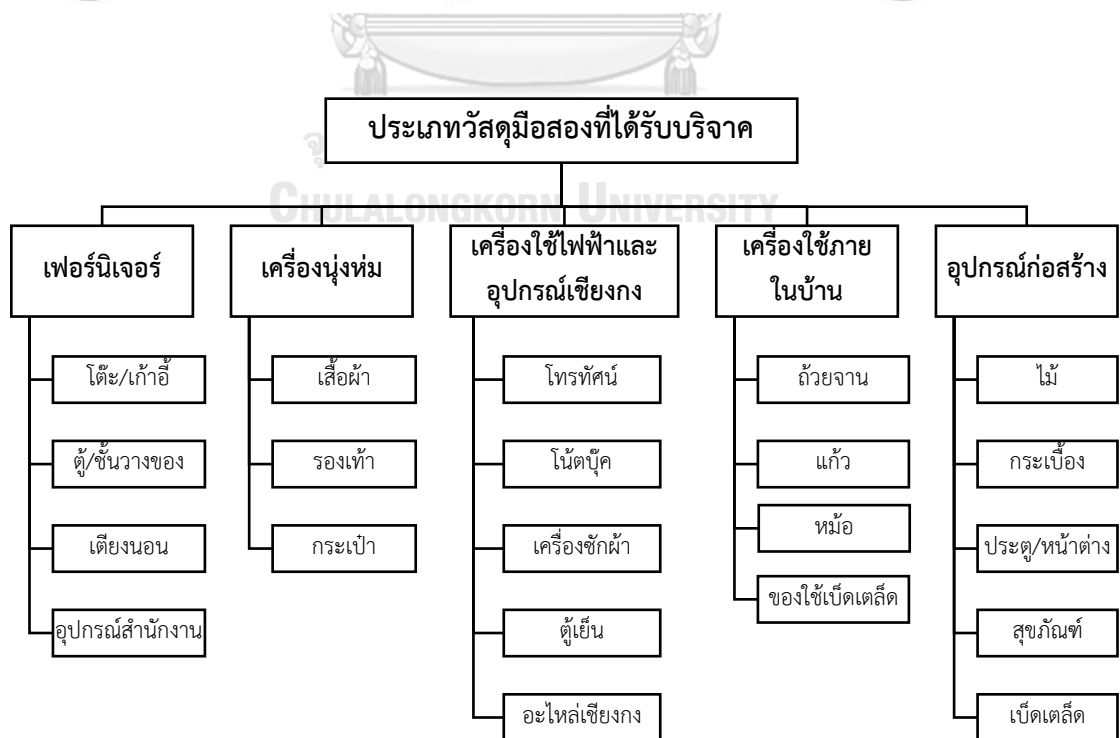 ประเภทวัสดุมือสองที่ได้รับบริจาค
จุ
CHULALONGKORN UNIVERSITY
เฟอร์นิเจอร์
โต๊ะ/เก้าอี้
ตู้/ชั้นวางของ
เตียงนอน
อุปกรณ์สำนักงาน
เครื่องนุ่งห่ม
เสื้อผ้า
รองเท้า
กระเป๋า
เครื่องใช้ไฟฟ้าและ
อุปกรณ์เชียงกง
โทรทัศน์
โน้ตบุ๊ค
เครื่องซักผ้า
ตู้เย็น
อะไหล่เชียงกง
เครื่องใช้ภาย
ในบ้าน
ถ้วยจาน
แก้ว
หม้อ
ของใช้เบ็ดเตล็ด
อุปกรณ์ก่อสร้าง
ไม้
กระเบื้อง
ประตู/หน้าต่าง
สุขภัณฑ์
เบ็ดเตล็ด